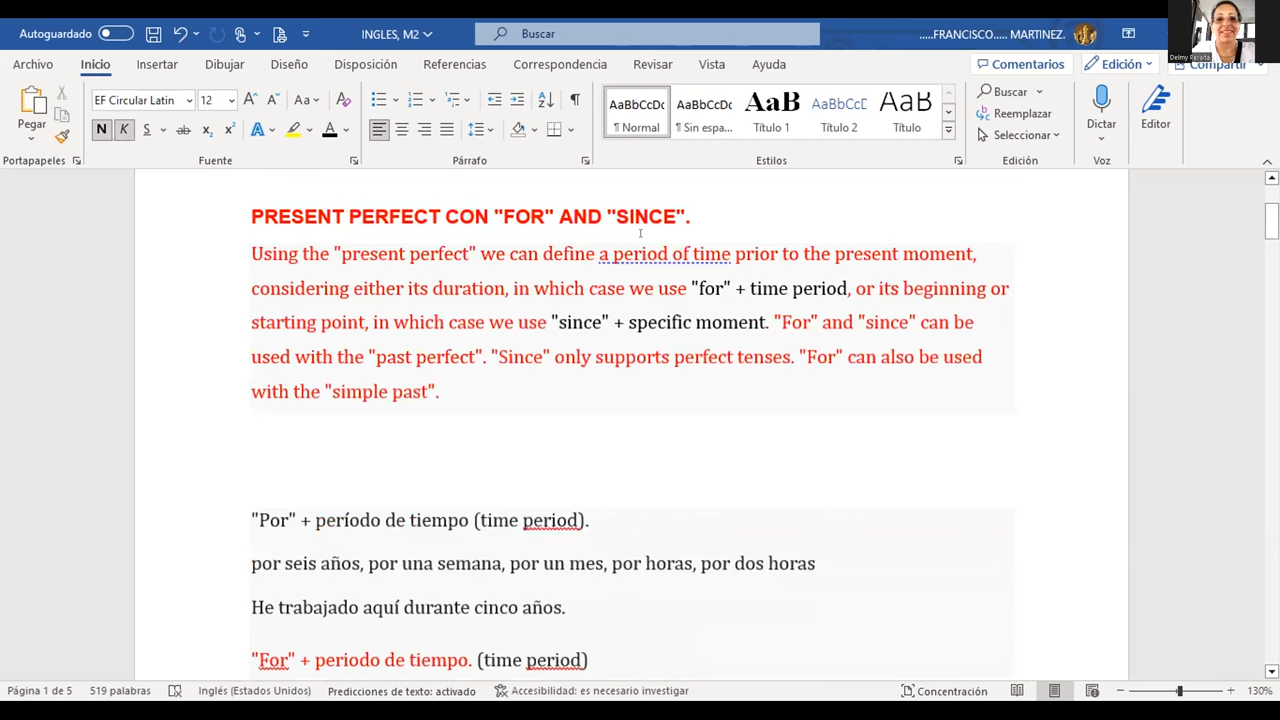 Autoguardado
INGLES, M2
Buscar
.....FRANCISCO..... MARTINEZ.
Delmy Peralta
Archivo Inicio Insertar Dibujar Diseño Disposición Referencias Correspondencia Revisar Vista Ayuda
Comentarios Edición Compartir
EF Circular Latin 12
Pegar
N K S ab x₂ x² A A
AaBbCcDc AaBbCcDc AaB AaBbCcD AaB
¶ Normal ¶ Sin espa... Título 1 Título 2 Título
Buscar
Reemplazar
Seleccionar
Dictar Editor
Portapapeles Fuente Párrafo Estilos Edición Voz
PRESENT PERFECT CON "FOR" AND "SINCE".
Using the "present perfect" we can define a period of time prior to the present moment,
considering either its duration, in which case we use "for" + time period, or its beginning or
starting point, in which case we use "since" + specific moment. "For" and "since" can be
used with the "past perfect". "Since" only supports perfect tenses. "For" can also be used
with the "simple past".
"Por" + período de tiempo (time period).
por seis años, por una semana, por un mes, por horas, por dos horas
He trabajado aquí durante cinco años.
"For" + periodo de tiempo. (time period)
Página 1 de 5 519 palabras Inglés (Estados Unidos) Predicciones de texto: activado Accesibilidad: es necesario investigar Concentración 130%